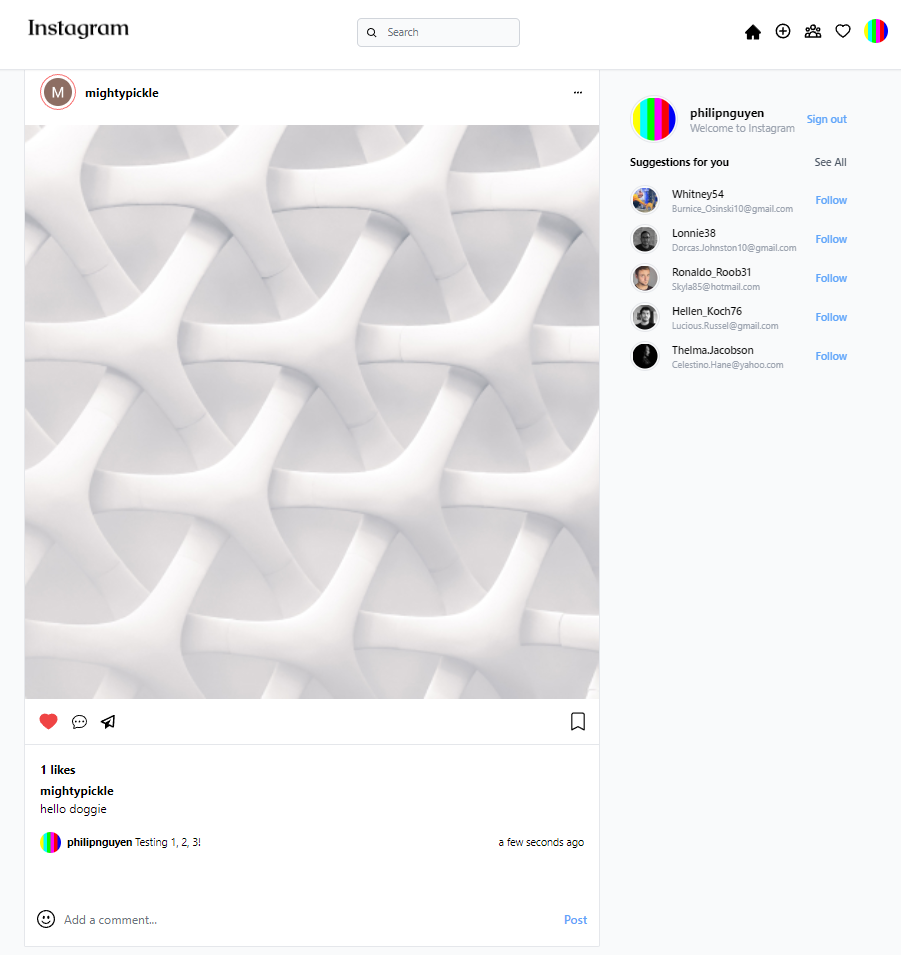 Instagram
Search
M
mightypickle
...
philipnguyen
Welcome to Instagram
Sign out
Suggestions for you
See All
Whitney54
Burnice_Osinski10@gmail.com
Follow
Lonnie38
Dorcas.Johnston10@gmail.com
Follow
Ronaldo_Roob31
Skyla85@hotmail.com
Follow
Hellen_Koch76
Lucious.Russel@gmail.com
Follow
Thelma.Jacobson
Celestino.Hane@yahoo.com
Follow
1 likes
mightypickle
hello doggie
philipnguyen Testing 1, 2, 3! a few seconds ago
Add a comment...
Post